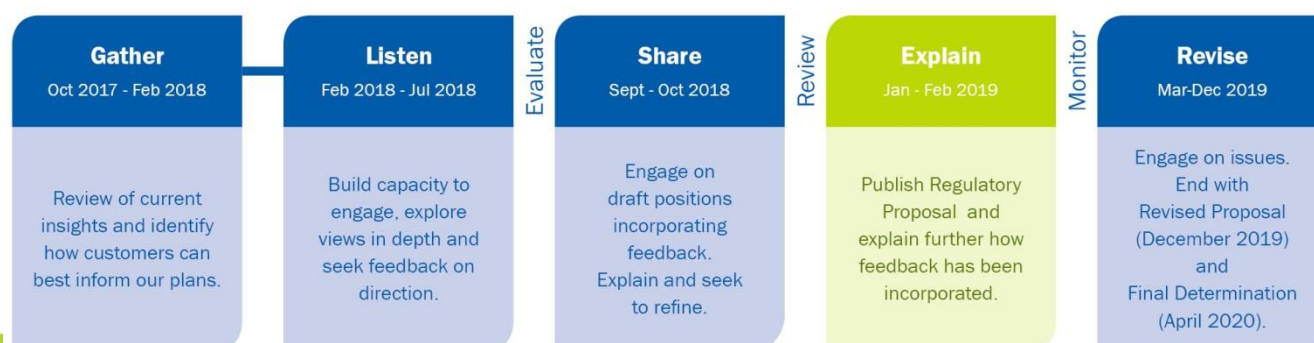 Gather
Oct 2017 - Feb 2018
Review of current
insights and identify
how customers can
best inform our plans.
Listen
Feb 2018 - Jul 2018
Build capacity to
engage, explore
views in depth and
seek feedback on
direction.
Evaluate
Share
Sept - Oct 2018
Engage on
draft positions
incorporating
feedback.
Explain and seek
to refine.
Review
Explain
Jan - Feb 2019
Publish Regulatory
Proposal and
explain further how
feedback has been
incorporated.
Monitor
Revise
Mar-Dec 2019
Engage on issues.
End with
Revised Proposal
(December 2019)
and
Final Determination
(April 2020).